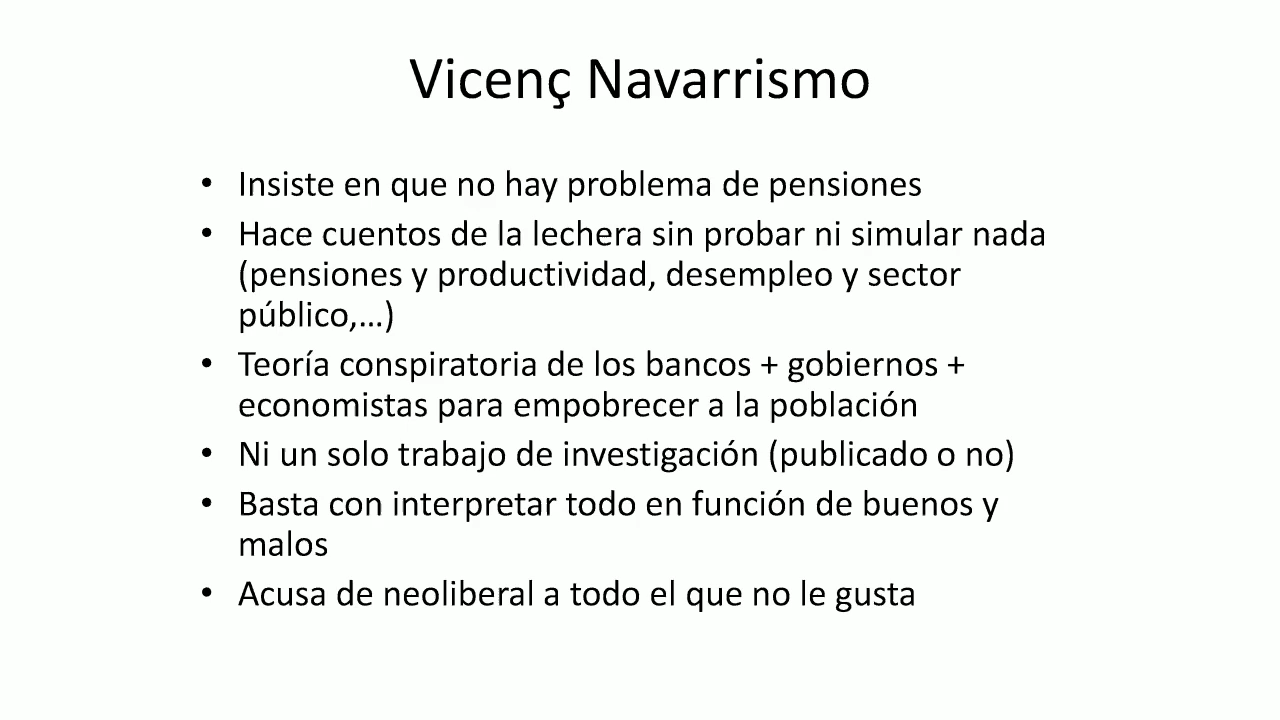 Vicenç Navarrismo
• Insiste en que no hay problema de pensiones
• Hace cuentos de la lechera sin probar ni simular nada
(pensiones y productividad, desempleo y sector
público,...)
• Teoría conspiratoria de los bancos + gobiernos +
economistas para empobrecer a la población
• Ni un solo trabajo de investigación (publicado o no)
• Basta con interpretar todo en función de buenos y
malos
• Acusa de neoliberal a todo el que no le gusta